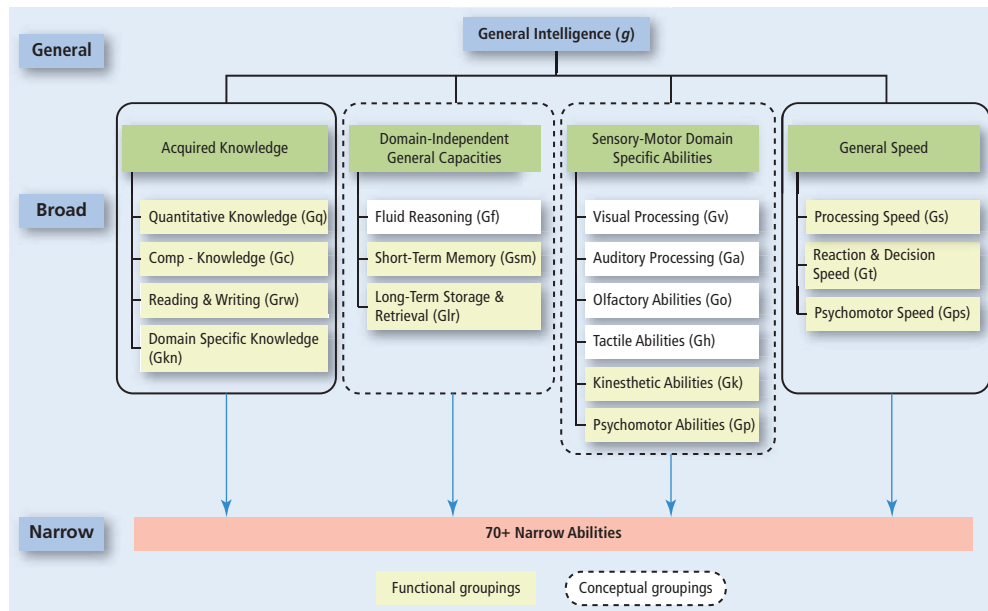 General Intelligence (g)
General
Acquired Knowledge
Domain-Independent
General Capacities
Sensory-Motor Domain
Specific Abilities
General Speed
Broad
Quantitative Knowledge (Gq)
Comp - Knowledge (Gc)
Reading & Writing (Grw)
Domain Specific Knowledge
(Gkn)
Fluid Reasoning (Gf)
Short-Term Memory (Gsm)
Long-Term Storage &
Retrieval (Glr)
Visual Processing (Gv)
Auditory Processing (Ga)
Olfactory Abilities (Go)
Tactile Abilities (Gh)
Kinesthetic Abilities (Gk)
Psychomotor Abilities (Gp)
Processing Speed (Gs)
Reaction & Decision
Speed (Gt)
Psychomotor Speed (Gps)
Narrow
70+ Narrow Abilities
Functional groupings
Conceptual groupings